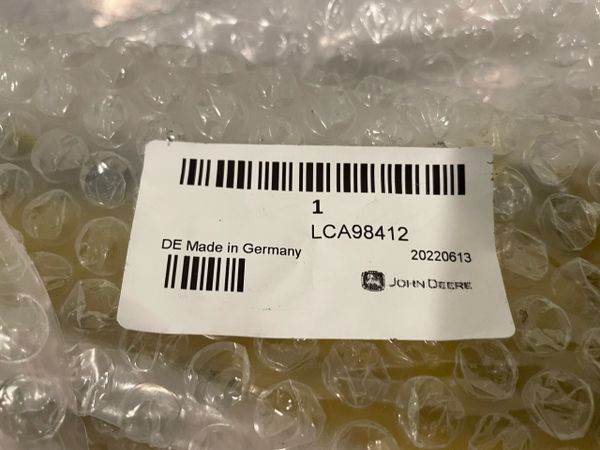 1
LCA98412
DE Made in Germany
20220613
JOHN DEERE